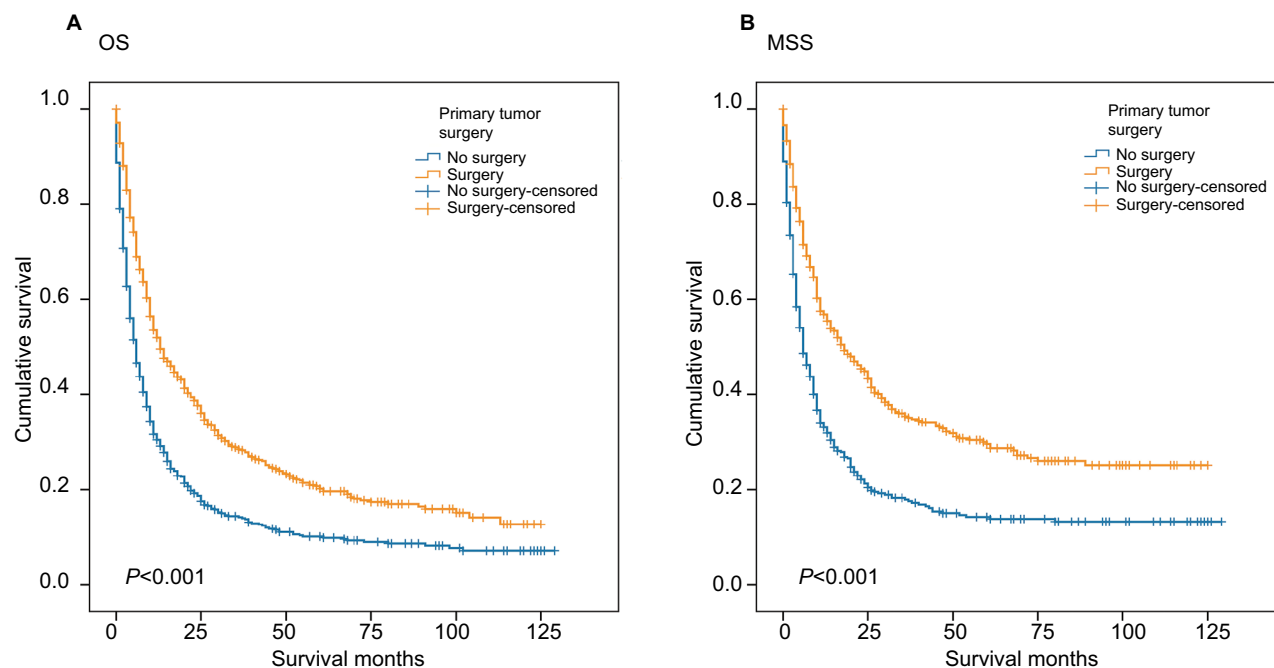 A
OS
Cumulative survival
1.0
0.8
0.6
0.4
0.2
0.0
Primary tumor
surgery
No surgery
Surgery
No surgery-censored
Surgery-censored
P<0.001
0 25 50 75 100 125
Survival months
B
MSS
Cumulative survival
1.0
0.8
0.6
0.4
0.2
0.0
Primary tumor
surgery
No surgery
Surgery
No surgery-censored
Surgery-censored
P<0.001
0 25 50 75 100 125
Survival months